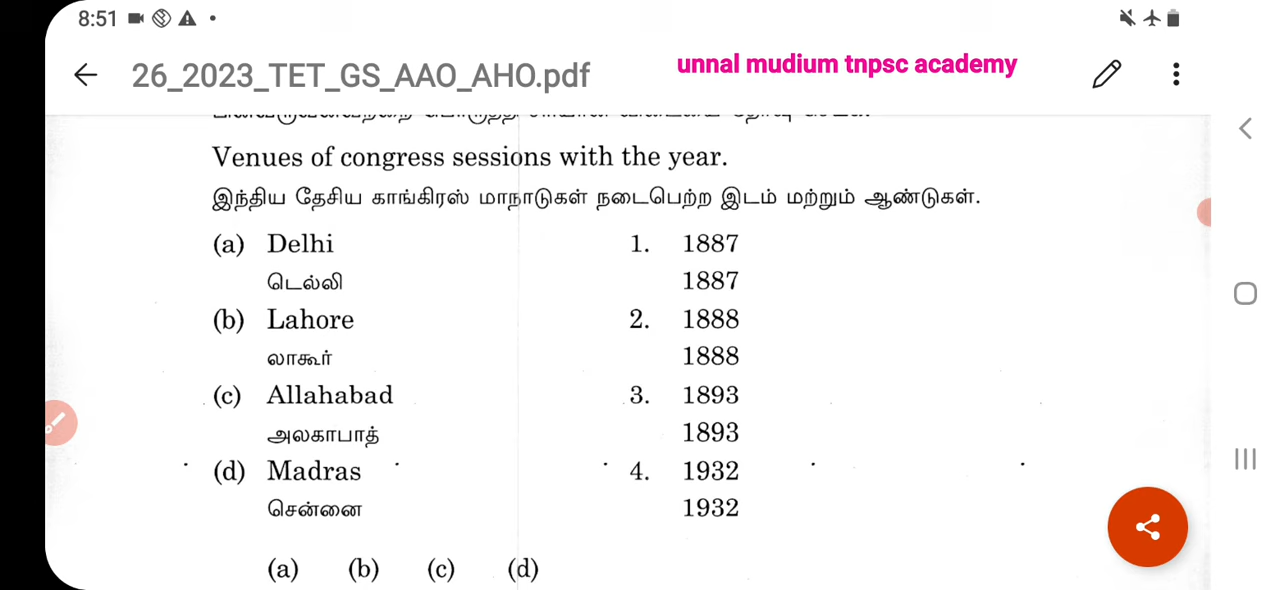 8:51
26_2023_TET_GS_AAO_AHO.pdf
unnal mudium tnpsc academy
Venues of congress sessions with the year.
இந்திய தேசிய காங்கிரஸ் மாநாடுகள் நடைபெற்ற இடம் மற்றும் ஆண்டுகள்.
(a) Delhi 1. 1887
டெல்லி 1887
(b) Lahore 2. 1888
லாகூர் 1888
(c) Allahabad 3. 1893
அலகாபாத் 1893
(d) Madras 4. 1932
சென்னை 1932
(a) (b) (c) (d)